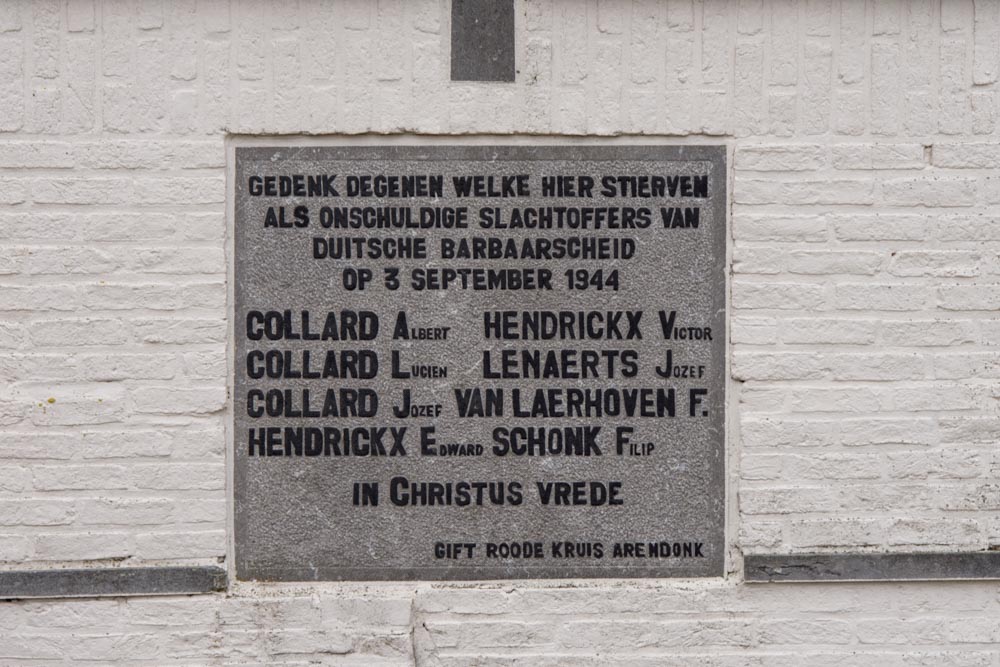 GEDENK DEGENEN WELKE HIER STIERVEN
ALS ONSCHULDIGE SLACHTOFFERS VAN
DUITSCHE BARBAARSCHEID
OP 3 SEPTEMBER 1944
COLLARD ALBERT HENDRICKX VICTOR
COLLARD LUCIEN LENAERTS JOZEF
COLLARD JOZEF VAN LAERHOVEN F.
HENDRICKX EDWARD SCHONK FILIP
IN CHRISTUS VREDE
GIFT ROODE KRUIS ARENDONK